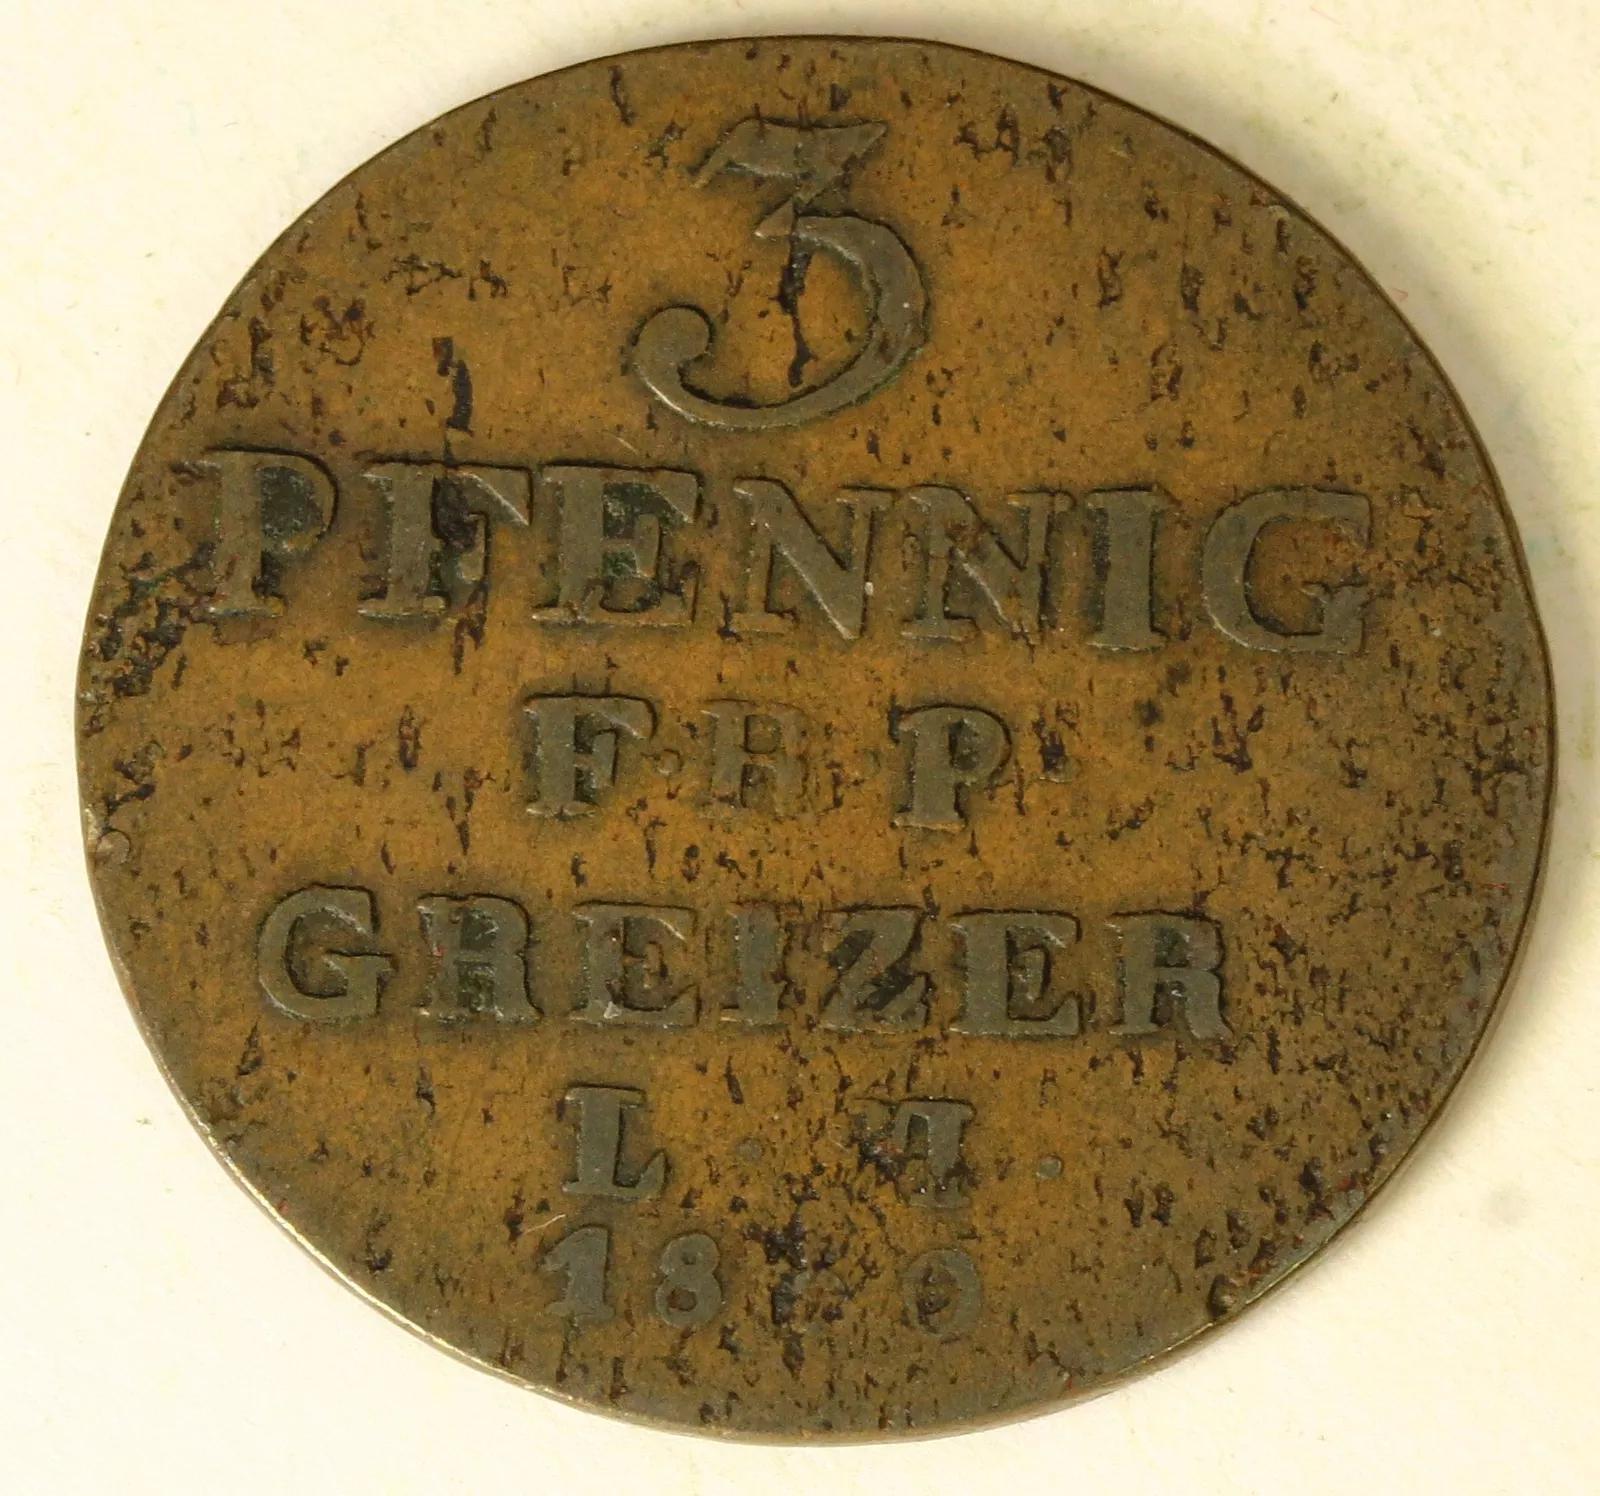 3
PFENNIG
F·R·P·
GREIZER
L·M·